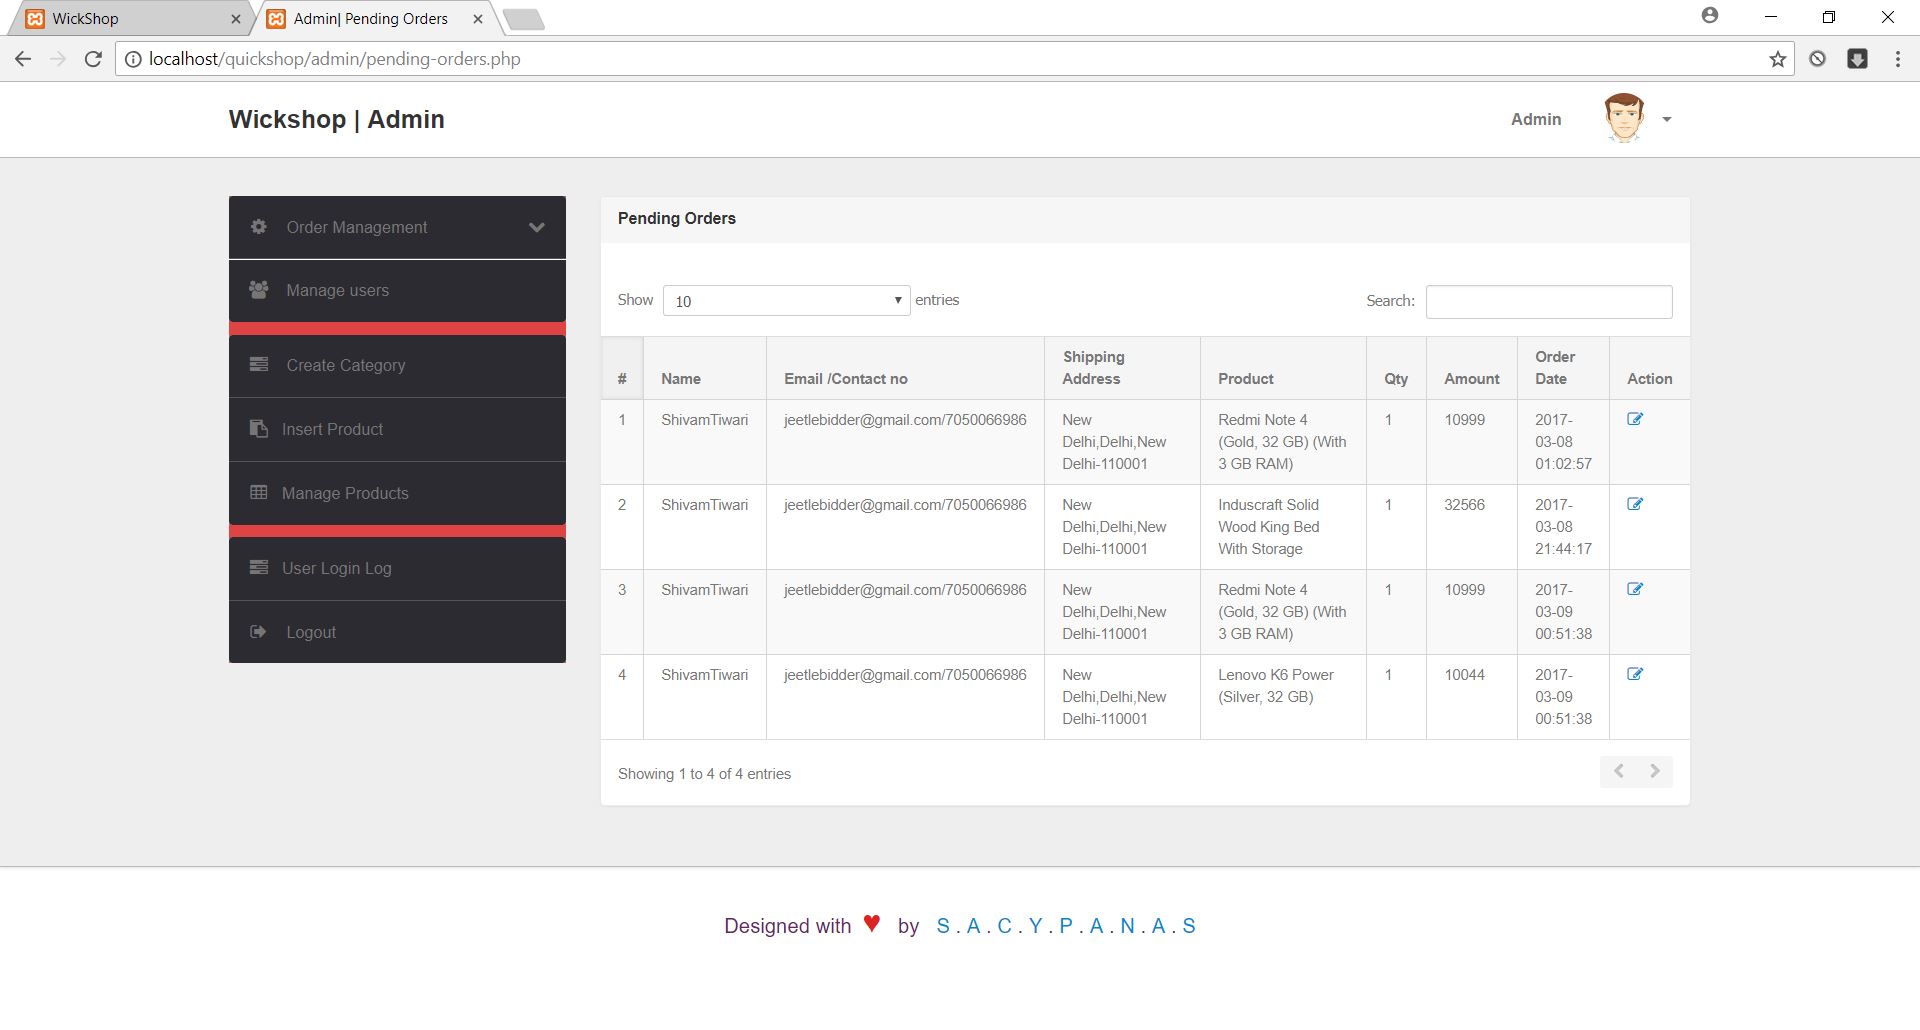 WickShop
Admin| Pending Orders
localhost/quickshop/admin/pending-orders.php
Wickshop | Admin
Admin
Order Management
Manage users
Create Category
Insert Product
Manage Products
User Login Log
Logout
Pending Orders
Show 10 entries
Search:
# Name Email /Contact no Shipping Address Product Qty Amount Order Date Action
1 ShivamTiwari jeetlebidder@gmail.com/7050066986 New Delhi,Delhi,New Delhi-110001 Redmi Note 4 (Gold, 32 GB) (With 3 GB RAM) 1 10999 2017-03-08 01:02:57
2 ShivamTiwari jeetlebidder@gmail.com/7050066986 New Delhi,Delhi,New Delhi-110001 Induscraft Solid Wood King Bed With Storage 1 32566 2017-03-08 21:44:17
3 ShivamTiwari jeetlebidder@gmail.com/7050066986 New Delhi,Delhi,New Delhi-110001 Redmi Note 4 (Gold, 32 GB) (With 3 GB RAM) 1 10999 2017-03-09 00:51:38
4 ShivamTiwari jeetlebidder@gmail.com/7050066986 New Delhi,Delhi,New Delhi-110001 Lenovo K6 Power (Silver, 32 GB) 1 10044 2017-03-09 00:51:38
Showing 1 to 4 of 4 entries
Designed with ♥ by S . A . C . Y . P . A . N . A . S